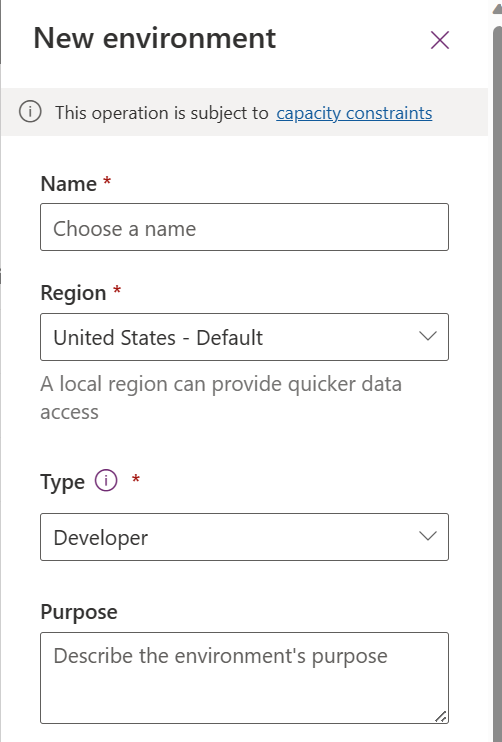 New environment
This operation is subject to capacity constraints
Name *
Choose a name
Region *
United States - Default
A local region can provide quicker data
access
Type *
Developer
Purpose
Describe the environment's purpose